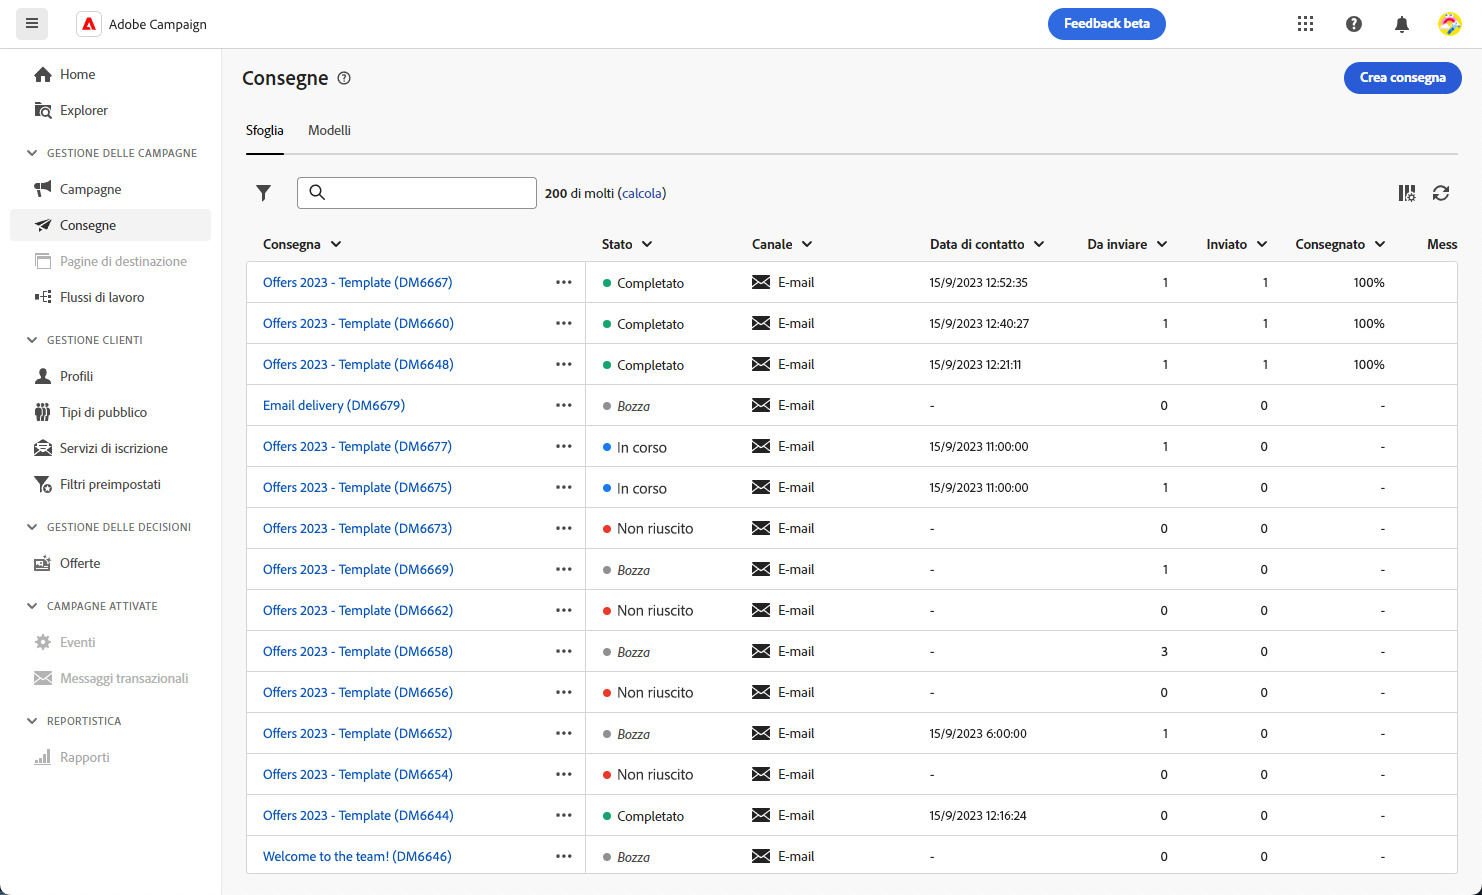 Adobe Campaign
Feedback beta
Home
Explorer
GESTIONE DELLE CAMPAGNE
Campagne
Consegne
Pagine di destinazione
Flussi di lavoro
GESTIONE CLIENTI
Profili
Tipi di pubblico
Servizi di iscrizione
Filtri preimpostati
GESTIONE DELLE DECISIONI
Offerte
CAMPAGNE ATTIVATE
Eventi
Messaggi transazionali
REPORTISTICA
Rapporti
Consegne
Crea consegna
Sfoglia Modelli
200 di molti (calcola)
Consegna Stato Canale Data di contatto Da inviare Inviato Consegnato Mess
Offers 2023 - Template (DM6667) ••• Completato E-mail 15/9/2023 12:52:35 1 1 100%
Offers 2023 - Template (DM6660) ••• Completato E-mail 15/9/2023 12:40:27 1 1 100%
Offers 2023 - Template (DM6648) ••• Completato E-mail 15/9/2023 12:21:11 1 1 100%
Email delivery (DM6679) ••• Bozza E-mail - 0 0 -
Offers 2023 - Template (DM6677) ••• In corso E-mail 15/9/2023 11:00:00 1 0 -
Offers 2023 - Template (DM6675) ••• In corso E-mail 15/9/2023 11:00:00 1 0 -
Offers 2023 - Template (DM6673) ••• Non riuscito E-mail - 0 0 -
Offers 2023 - Template (DM6669) ••• Bozza E-mail - 1 0 -
Offers 2023 - Template (DM6662) ••• Non riuscito E-mail - 0 0 -
Offers 2023 - Template (DM6658) ••• Bozza E-mail - 3 0 -
Offers 2023 - Template (DM6656) ••• Non riuscito E-mail - 0 0 -
Offers 2023 - Template (DM6652) ••• Bozza E-mail 15/9/2023 6:00:00 1 0 -
Offers 2023 - Template (DM6654) ••• Non riuscito E-mail - 0 0 -
Offers 2023 - Template (DM6644) ••• Completato E-mail 15/9/2023 12:16:24 0 0 -
Welcome to the team! (DM6646) ••• Bozza E-mail - 0 0 -